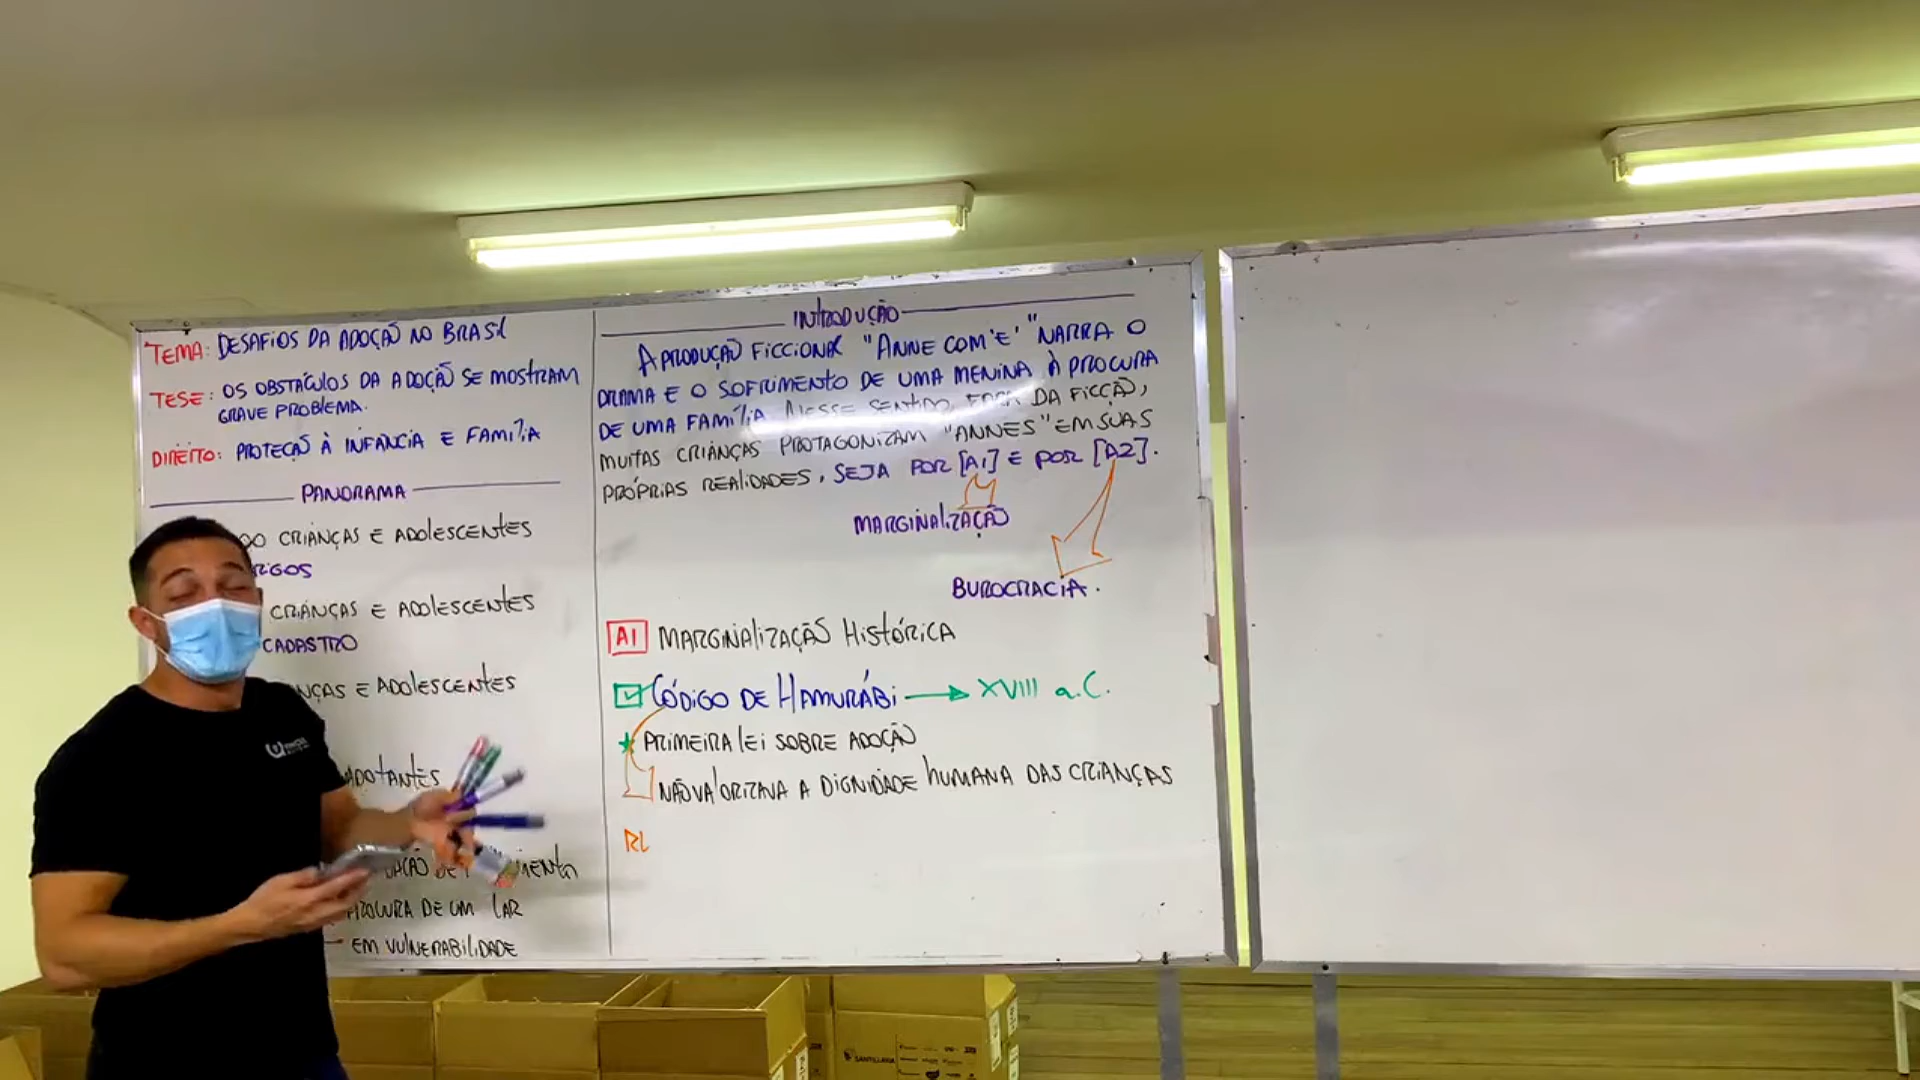 TEMA: DESAFIOS DA ADOÇÃO NO BRASIL
TESE: OS OBSTÁCULOS DA ADOÇÃO SE MOSTRAM
GRAVE PROBLEMA.
DIREITO: PROTEÇÃO À INFÂNCIA E FAMÍLIA
PANORAMA
00 CRIANÇAS E ADOLESCENTES
RIGOS
CRIANÇAS E ADOLESCENTES
CADASTRO
NÇAS E ADOLESCENTES
ADOTANTES
PROCURA DE UM LAR
EM VULNERABILIDADE
INTRODUÇÃO
A PRODUÇÃO FICCIONAL "ANNE COM 'E'" NARRA O
DRAMA E O SOFRIMENTO DE UMA MENINA À PROCURA
DE UMA FAMÍLIA. NESSE SENTIDO, FORA DA FICÇÃO,
MUITAS CRIANÇAS PROTAGONIZAM "ANNES" EM SUAS
PRÓPRIAS REALIDADES, SEJA POR [A1] E POR [A2].
MARGINALIZAÇÃO
BUROCRACIA.
A1 MARGINALIZAÇÃO HISTÓRICA
CÓDIGO DE HAMURÁBI → XVIII a.C.
PRIMEIRA LEI SOBRE ADOÇÃO
NÃO VALORIZAVA A DIGNIDADE HUMANA DAS CRIANÇAS
RL
SANTILLANA